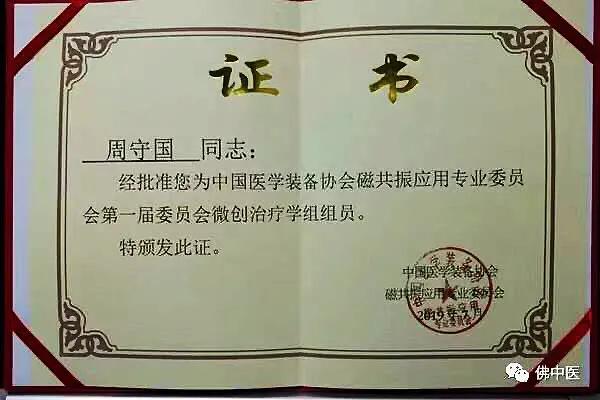 证 书
周守国 同志：
经批准您为中国医学装备协会磁共振应用专业委员
会第一届委员会微创治疗学组组员。
特颁发此证。
中国医学装备协会
磁共振应用专业委员会
佛中医